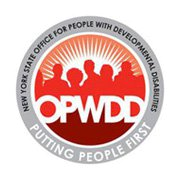 NEW YORK STATE OFFICE FOR PEOPLE WITH DEVELOPMENTAL DISABILITIES
OPWDD
PUTTING PEOPLE FIRST